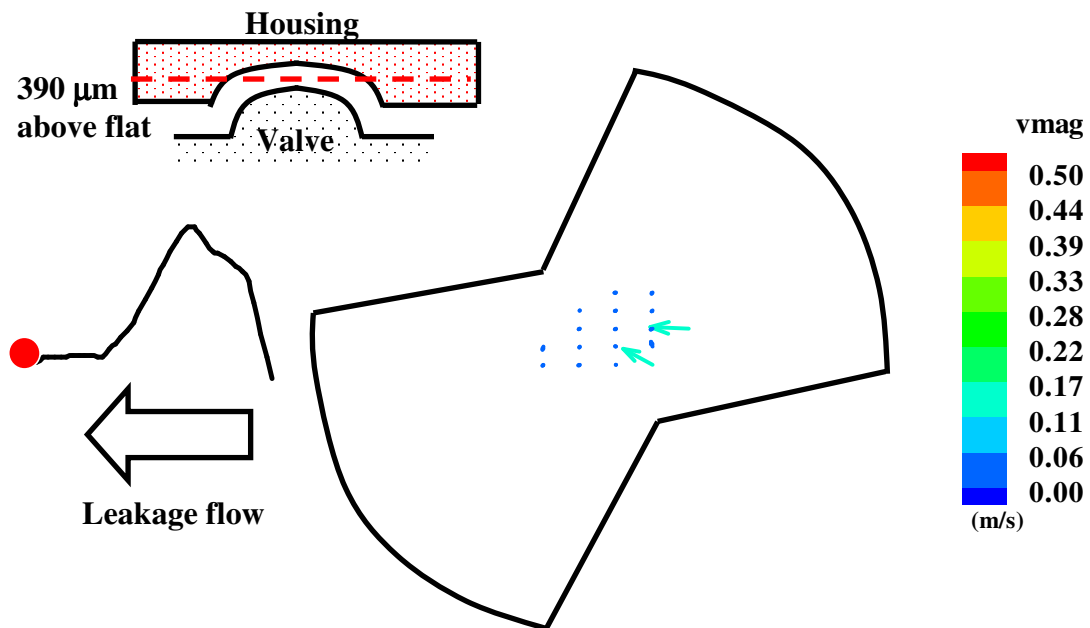 Housing
390 μm
above flat
Valve
Leakage flow
vmag
0.50
0.44
0.39
0.33
0.28
0.22
0.17
0.11
0.06
0.00
(m/s)